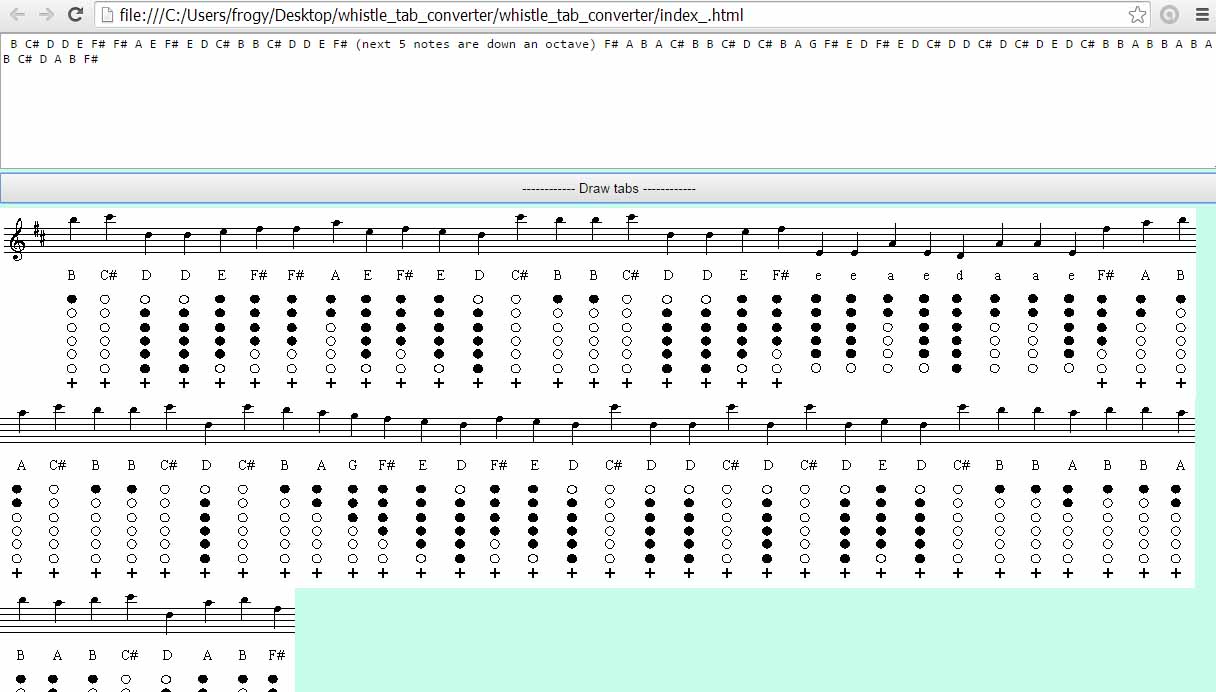 file:///C:/Users/frogy/Desktop/whistle_tab_converter/whistle_tab_converter/index_.html
B C# D D E F# F# A E F# E D C# B B C# D D E F# (next 5 notes are down an octave) F# A B A C# B B C# D C# B A G F# E D F# E D C# D D C# D C# D E D C# B B A B B A B A
B C# D A B F#
------------ Draw tabs ------------
B C# D D E F# F# A E F# E D C# B B C# D D E F# e e a e d a a e F# A B
A C# B B C# D C# B A G F# E D F# E D C# D D C# D C# D E D C# B B A B B A
B A B C# D A B F#